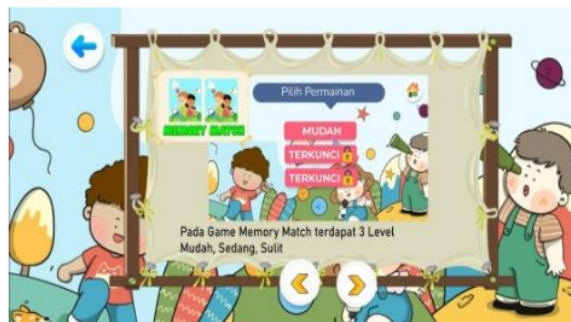 Pilih Permainan
MEMORY MATCH
MUDAH
TERKUNCI
TERKUNCI
Pada Game Memory Match terdapat 3 Level
Mudah, Sedang, Sulit